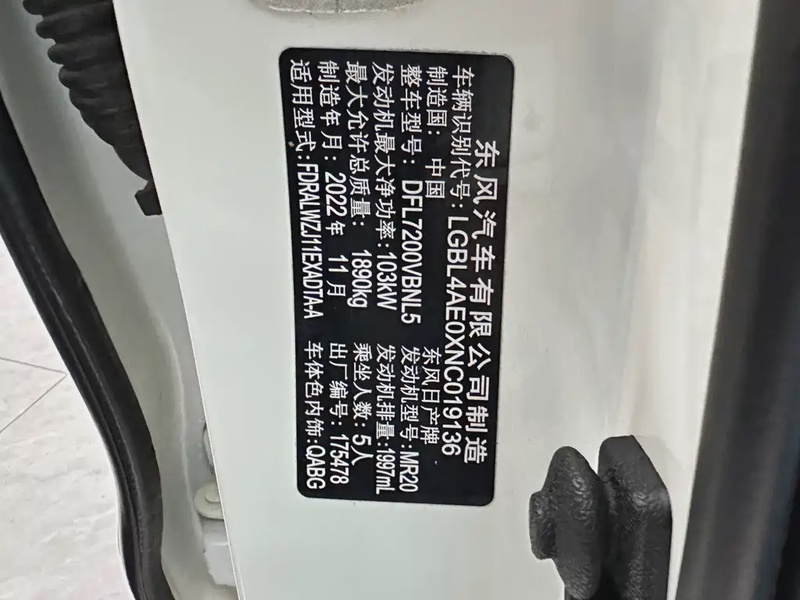 东风汽车有限公司制造
车辆识别代号:LGBL4AE0XNC019136
制造国: 中国 东风日产牌
整车型号: DFL7200VBNL5 发动机型号:MR20
发动机最大净功率:103kW 发动机排量:1997mL
最大允许总质量: 1890kg 乘坐人数:5人
制造年月: 2022年 11月 出厂编号: 175478
适用型式:FDRALWZJ11EXADTA-A 车体色内饰:QABG